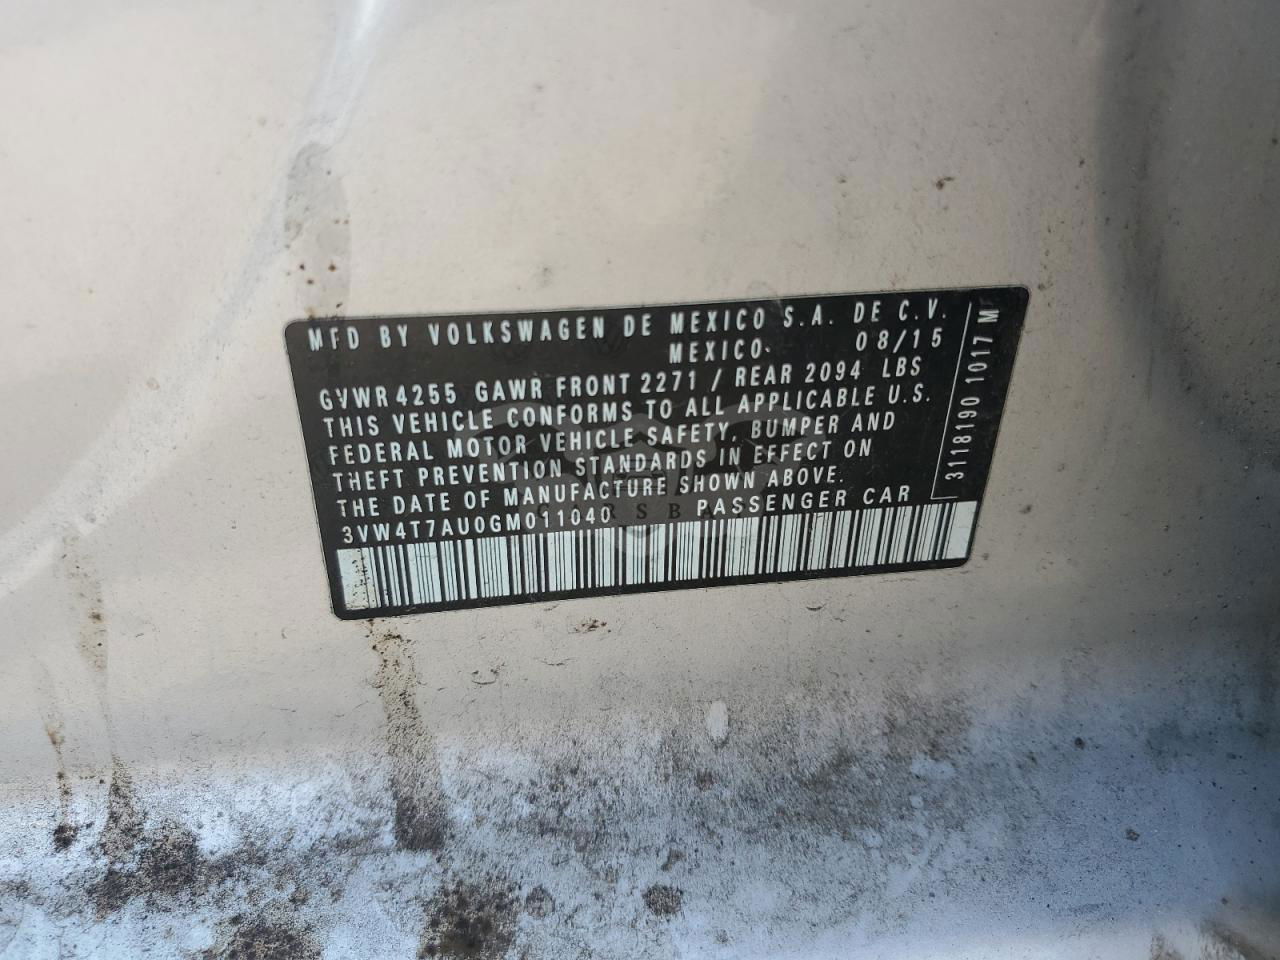 MFD BY VOLKSWAGEN DE MEXICO S.A. DE C.V.
MEXICO 08/15
GVWR 4255 GAWR FRONT 2271 / REAR 2094 LBS
THIS VEHICLE CONFORMS TO ALL APPLICABLE U.S.
FEDERAL MOTOR VEHICLE SAFETY, BUMPER AND
THEFT PREVENTION STANDARDS IN EFFECT ON
THE DATE OF MANUFACTURE SHOWN ABOVE.
3VW4T7AU0GM011040 PASSENGER CAR
3118190 1017